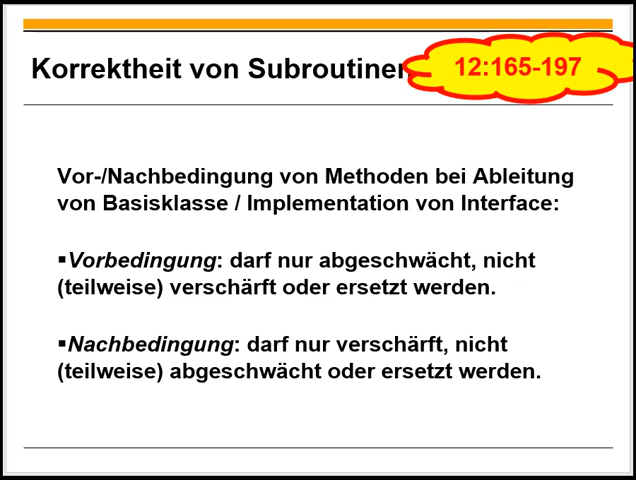 Korrektheit von Subroutinen
12:165-197
Vor-/Nachbedingung von Methoden bei Ableitung
von Basisklasse / Implementation von Interface:
▪Vorbedingung: darf nur abgeschwächt, nicht
(teilweise) verschärft oder ersetzt werden.
▪Nachbedingung: darf nur verschärft, nicht
(teilweise) abgeschwächt oder ersetzt werden.